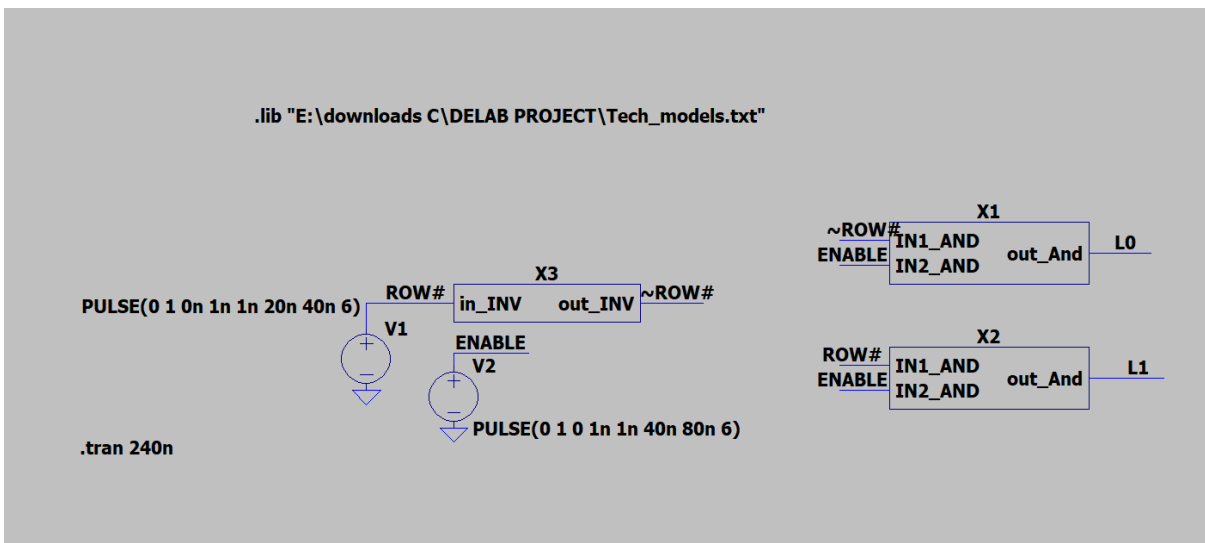 .lib "E:\downloads C\DELAB PROJECT\Tech_models.txt"
X1
~ROW#
IN1_AND
ENABLE
IN2_AND
out_And
L0
X3
PULSE(0 1 0n 1n 1n 20n 40n 6)
ROW#
in_INV
out_INV
~ROW#
V1
ENABLE
V2
PULSE(0 1 0 1n 1n 40n 80n 6)
X2
ROW#
IN1_AND
ENABLE
IN2_AND
out_And
L1
.tran 240n